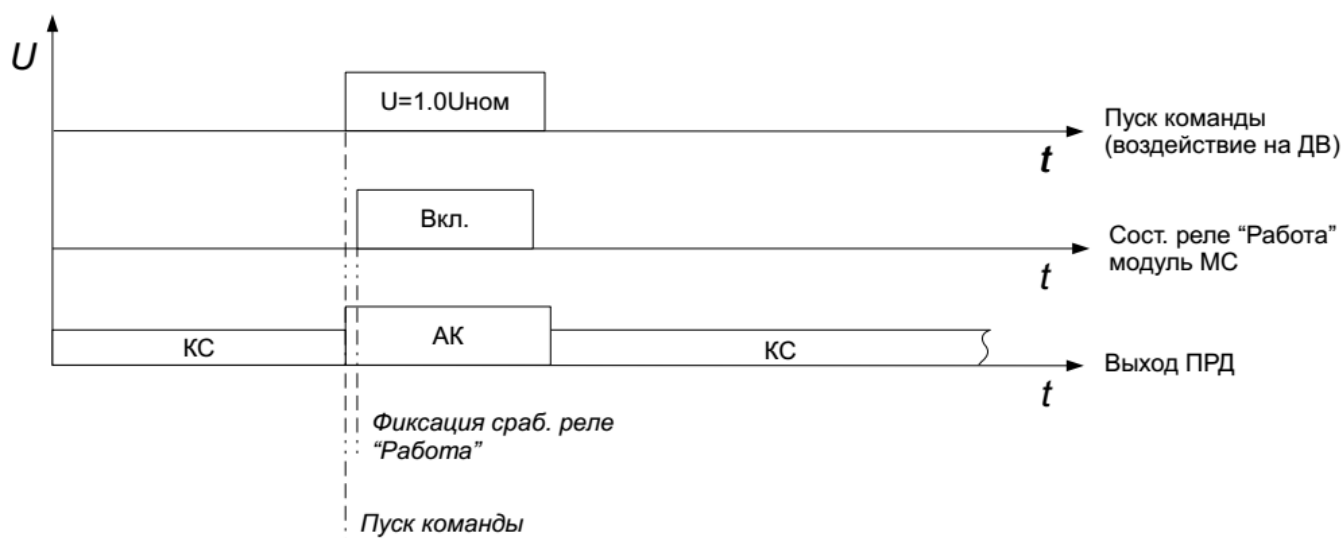 U
U=1.0Uном
Пуск команды
(воздействие на ДВ)
t
Вкл.
Сост. реле “Работа”
модуль МС
t
КС
АК
КС
Выход ПРД
t
Фиксация сраб. реле
“Работа”
Пуск команды